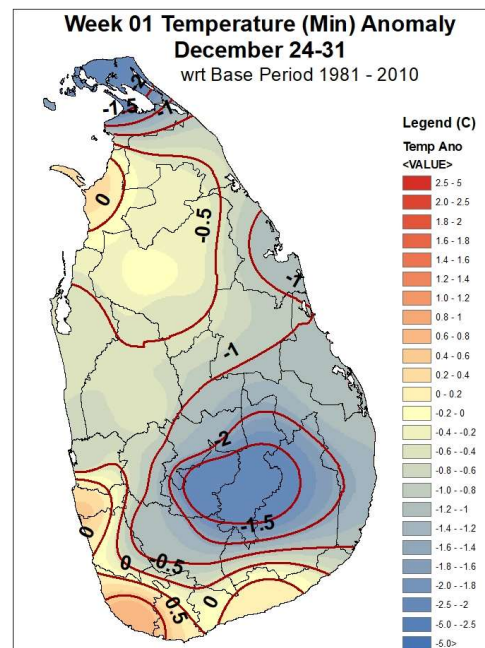 Week 01 Temperature (Min) Anomaly
December 24-31
wrt Base Period 1981 - 2010
-2
-1.5
-1
0
-0.5
-1
-1
-2
-1.5
0
-0.5
0
0.5
0
Legend (C)
Temp Ano
<VALUE>
2.5 - 5
2.0 - 2.5
1.8 - 2
1.6 - 1.8
1.4 - 1.6
1.2 - 1.4
1.0 - 1.2
0.8 - 1
0.6 - 0.8
0.4 - 0.6
0.2 - 0.4
0 - 0.2
-0.2 - 0
-0.4 - -0.2
-0.6 - -0.4
-0.8 - -0.6
-1.0 - -0.8
-1.2 - -1
-1.4 - -1.2
-1.6 - -1.4
-1.8 - -1.6
-2.0 - -1.8
-2.5 - -2
-5.0 - -2.5
-5.0>